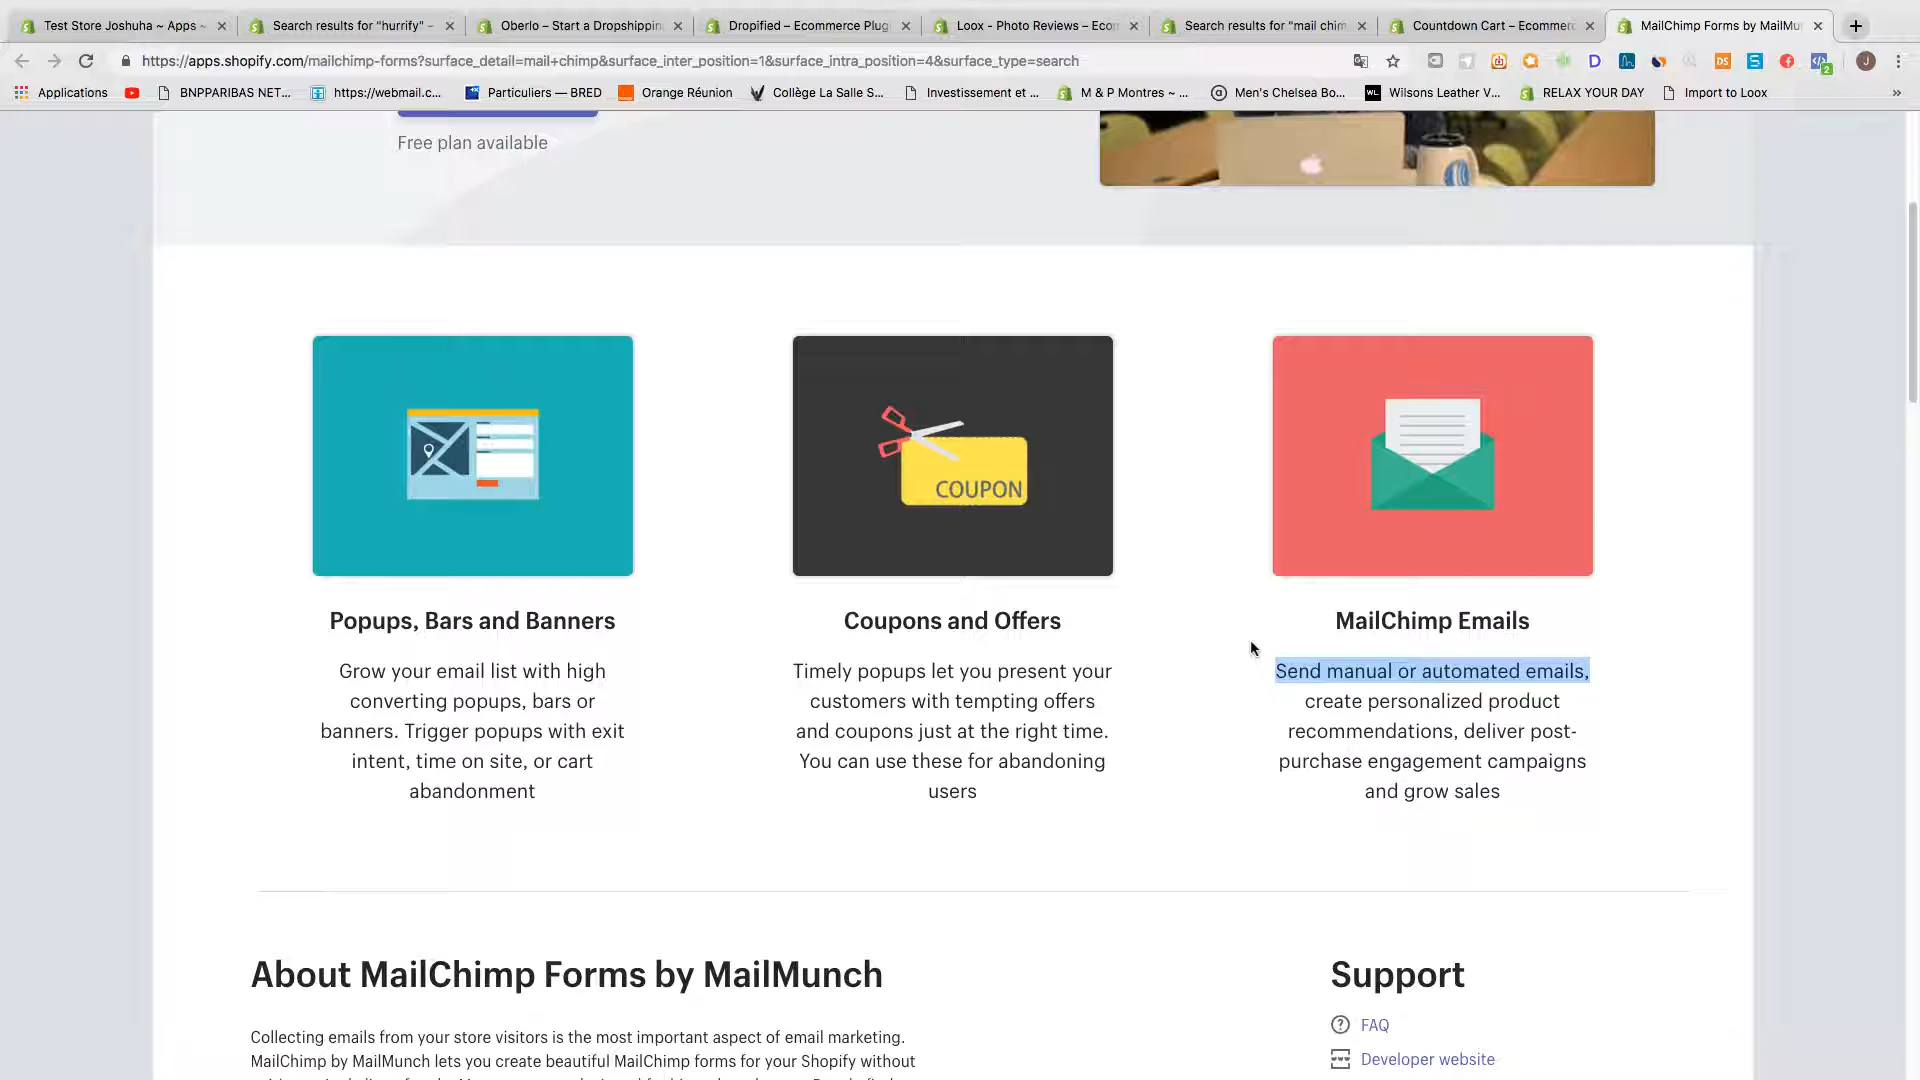 Test Store Joshuha ~ Apps ~
Search results for "hurrify" –
Oberlo – Start a Dropshippin
Dropified – Ecommerce Plug
Loox - Photo Reviews – Ecom
Search results for "mail chim
Countdown Cart – Ecommerc
MailChimp Forms by MailMu
https://apps.shopify.com/mailchimp-forms?surface_detail=mail+chimp&surface_inter_position=1&surface_intra_position=4&surface_type=search
Applications
BNPPARIBAS NET...
https://webmail.c...
Particuliers — BRED
Orange Réunion
Collège La Salle S...
Investissement et ...
M & P Montres ~ ...
Men's Chelsea Bo...
WL Wilsons Leather V...
RELAX YOUR DAY
Import to Loox
Free plan available
COUPON
Popups, Bars and Banners
Grow your email list with high
converting popups, bars or
banners. Trigger popups with exit
intent, time on site, or cart
abandonment
Coupons and Offers
Timely popups let you present your
customers with tempting offers
and coupons just at the right time.
You can use these for abandoning
users
MailChimp Emails
Send manual or automated emails,
create personalized product
recommendations, deliver post-
purchase engagement campaigns
and grow sales
About MailChimp Forms by MailMunch
Collecting emails from your store visitors is the most important aspect of email marketing.
MailChimp by MailMunch lets you create beautiful MailChimp forms for your Shopify without
Support
FAQ
Developer website